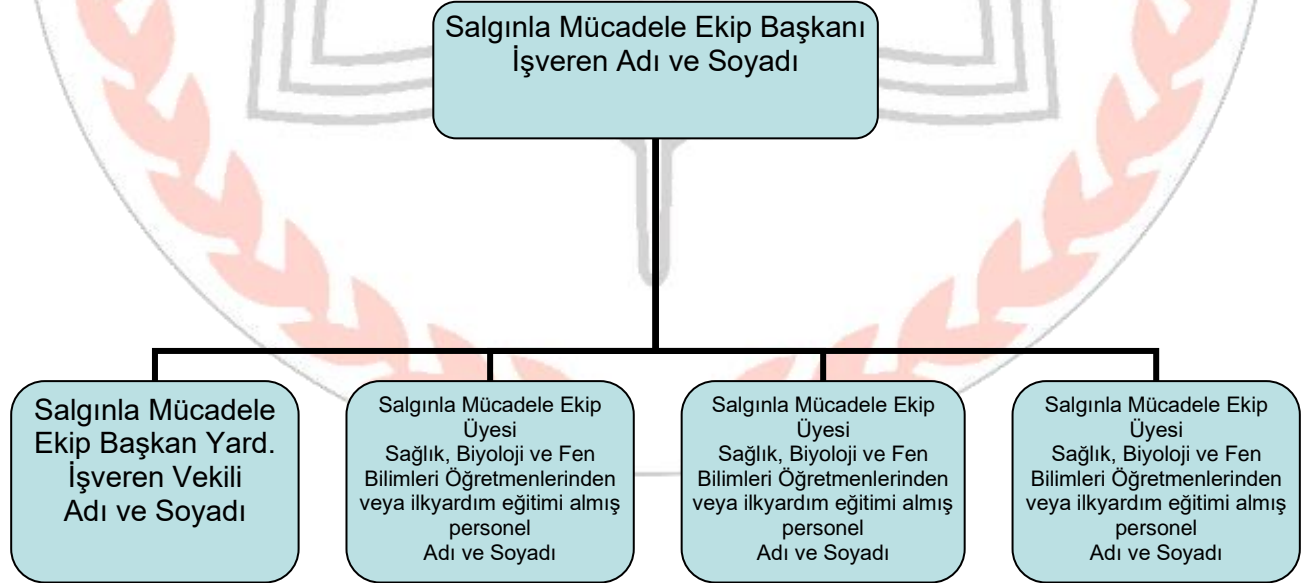 Salgınla Mücadele Ekip Başkanı
İşveren Adı ve Soyadı
Salgınla Mücadele
Ekip Başkan Yard.
İşveren Vekili
Adı ve Soyadı
Salgınla Mücadele Ekip
Üyesi
Sağlık, Biyoloji ve Fen
Bilimleri Öğretmenlerinden
veya ilkyardım eğitimi almış
personel
Adı ve Soyadı
Salgınla Mücadele Ekip
Üyesi
Sağlık, Biyoloji ve Fen
Bilimleri Öğretmenlerinden
veya ilkyardım eğitimi almış
personel
Adı ve Soyadı
Salgınla Mücadele Ekip
Üyesi
Sağlık, Biyoloji ve Fen
Bilimleri Öğretmenlerinden
veya ilkyardım eğitimi almış
personel
Adı ve Soyadı